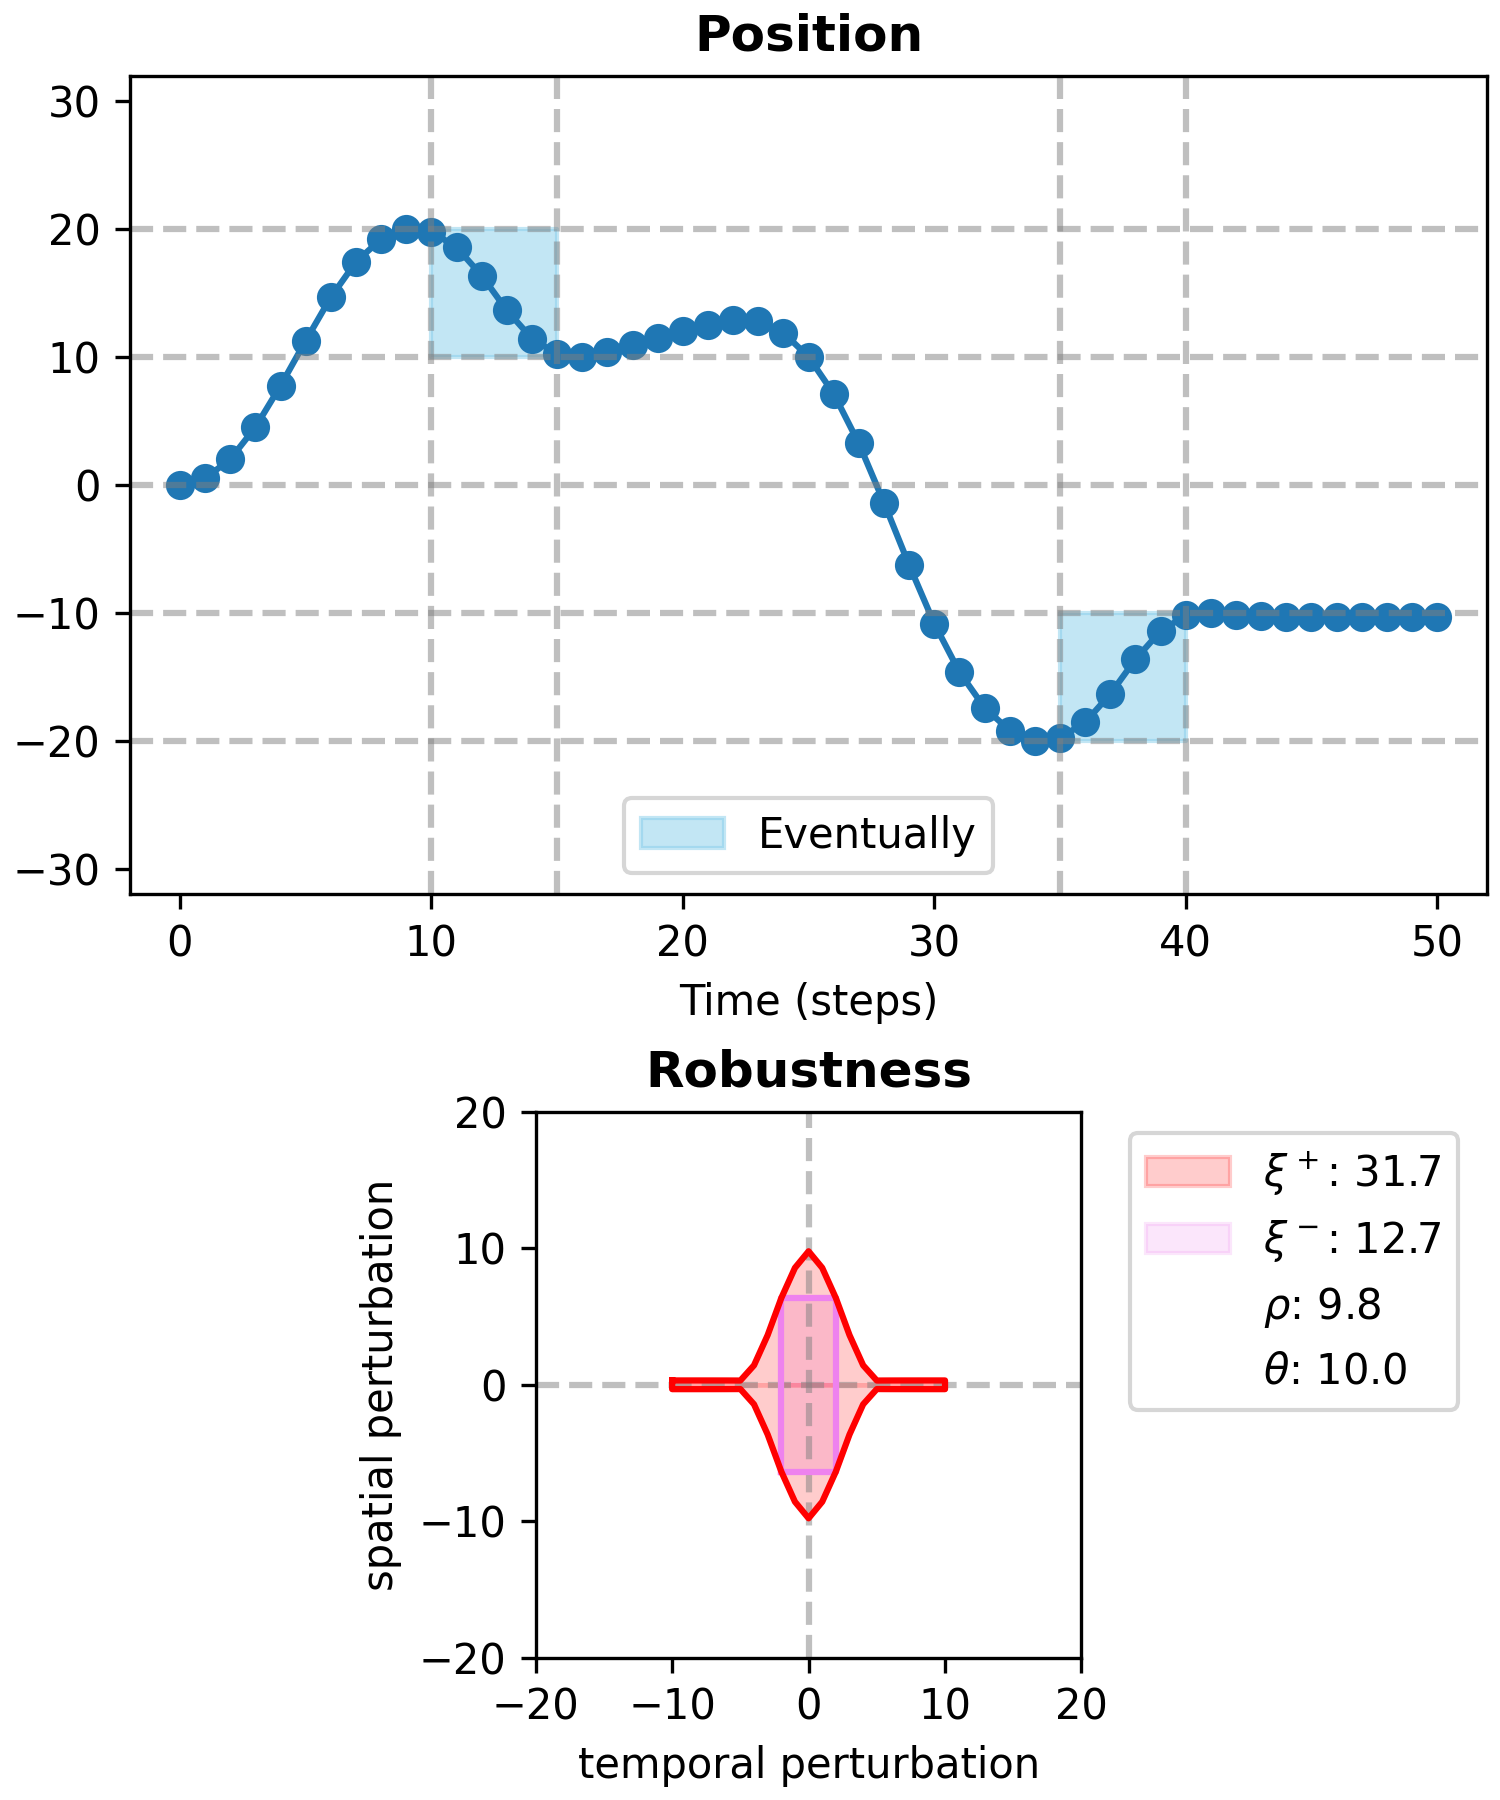 Position
30
20
10
0
−10
−20
−30
Eventually
0 10 20 30 40 50
Time (steps)
Robustness
20
10
0
−10
−20
spatial perturbation
−20 −10 0 10 20
temporal perturbation
ξ⁺: 31.7
ξ⁻: 12.7
ρ: 9.8
θ: 10.0